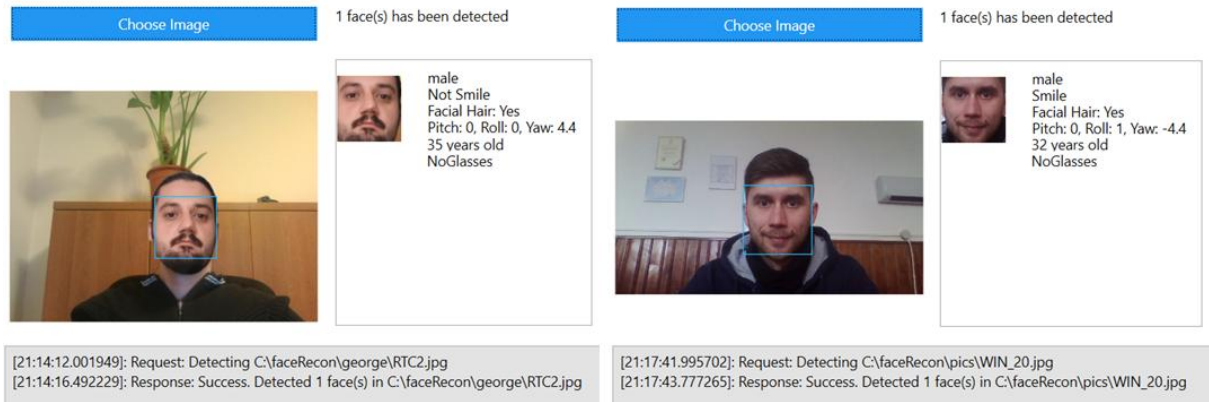 Choose Image
1 face(s) has been detected
male
Not Smile
Facial Hair: Yes
Pitch: 0, Roll: 0, Yaw: 4.4
35 years old
NoGlasses
[21:14:12.001949]: Request: Detecting C:\faceRecon\george\RTC2.jpg
[21:14:16.492229]: Response: Success. Detected 1 face(s) in C:\faceRecon\george\RTC2.jpg
Choose Image
1 face(s) has been detected
male
Smile
Facial Hair: Yes
Pitch: 0, Roll: 1, Yaw: -4.4
32 years old
NoGlasses
[21:17:41.995702]: Request: Detecting C:\faceRecon\pics\WIN_20.jpg
[21:17:43.777265]: Response: Success. Detected 1 face(s) in C:\faceRecon\pics\WIN_20.jpg